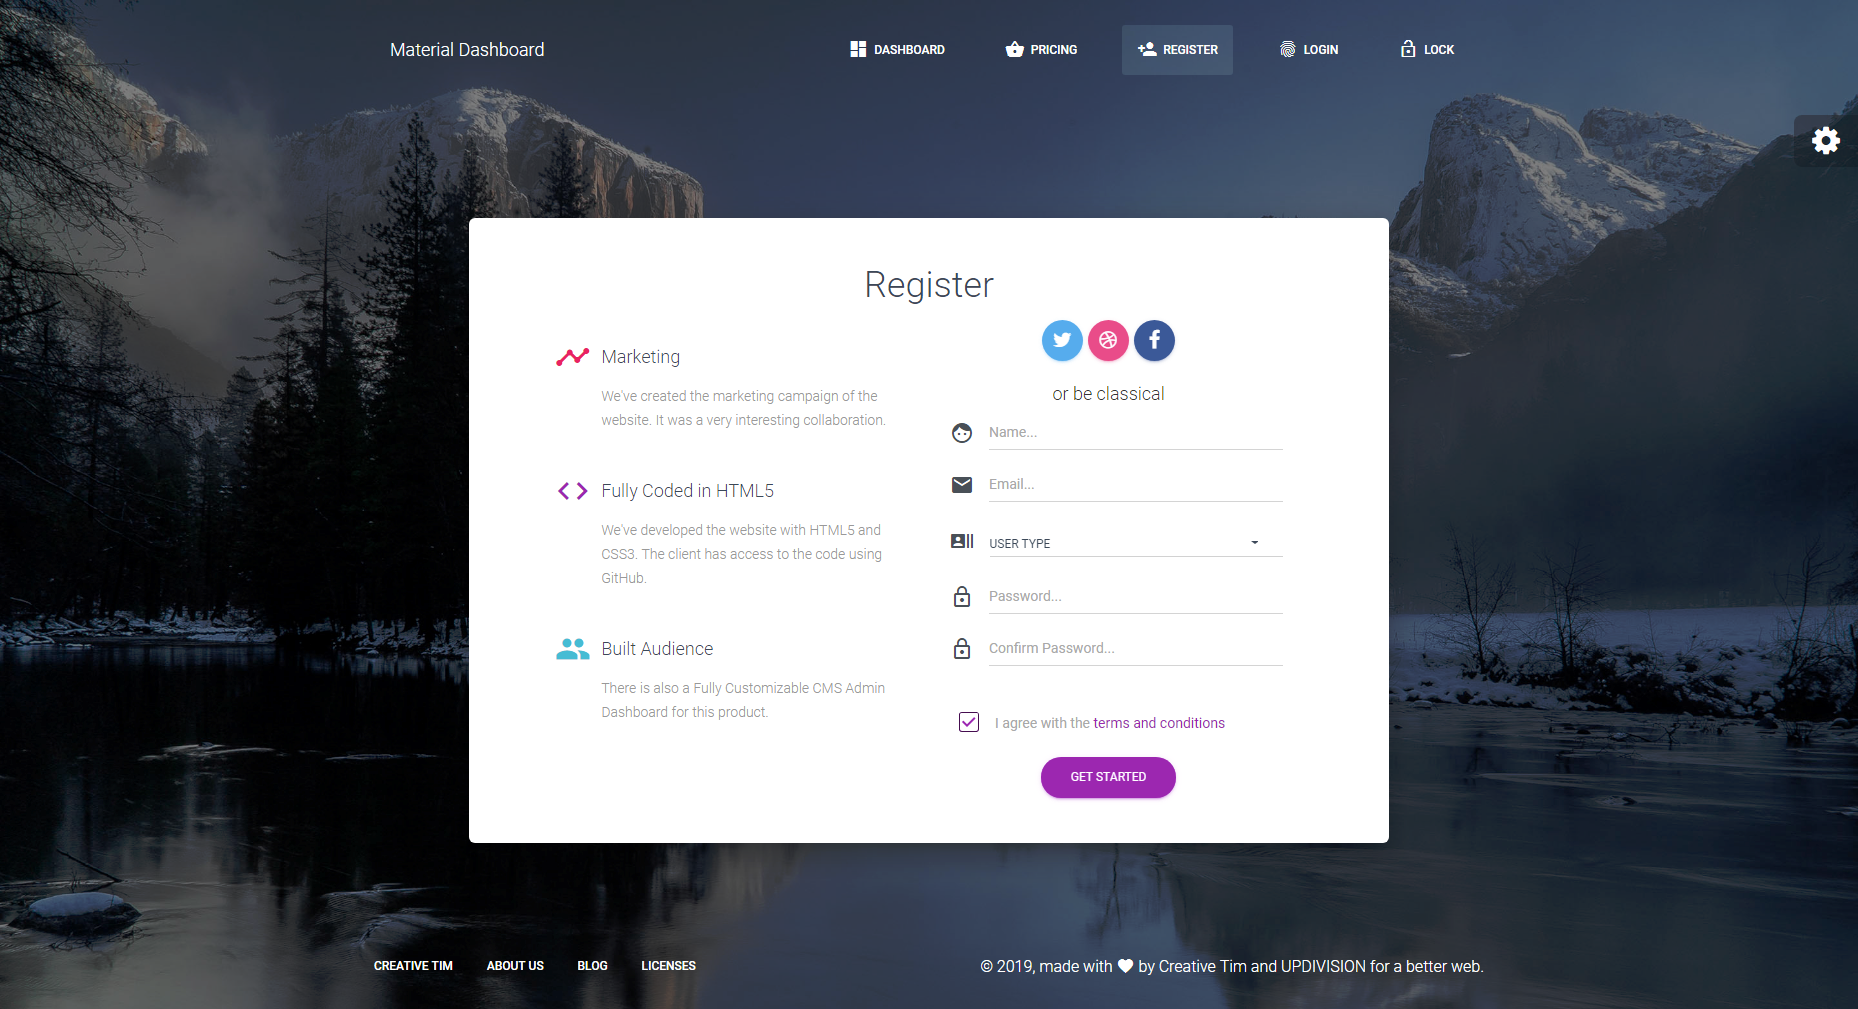 Material Dashboard
DASHBOARD
PRICING
REGISTER
LOGIN
LOCK
Register
Marketing
We've created the marketing campaign of the
website. It was a very interesting collaboration.
Fully Coded in HTML5
We've developed the website with HTML5 and
CSS3. The client has access to the code using
GitHub.
Built Audience
There is also a Fully Customizable CMS Admin
Dashboard for this product.
or be classical
Name...
Email...
USER TYPE
Password...
Confirm Password...
I agree with the terms and conditions
GET STARTED
CREATIVE TIM
ABOUT US
BLOG
LICENSES
© 2019, made with ♥ by Creative Tim and UPDIVISION for a better web.